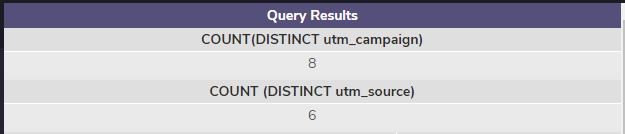 Query Results
COUNT(DISTINCT utm_campaign)
8
COUNT (DISTINCT utm_source)
6